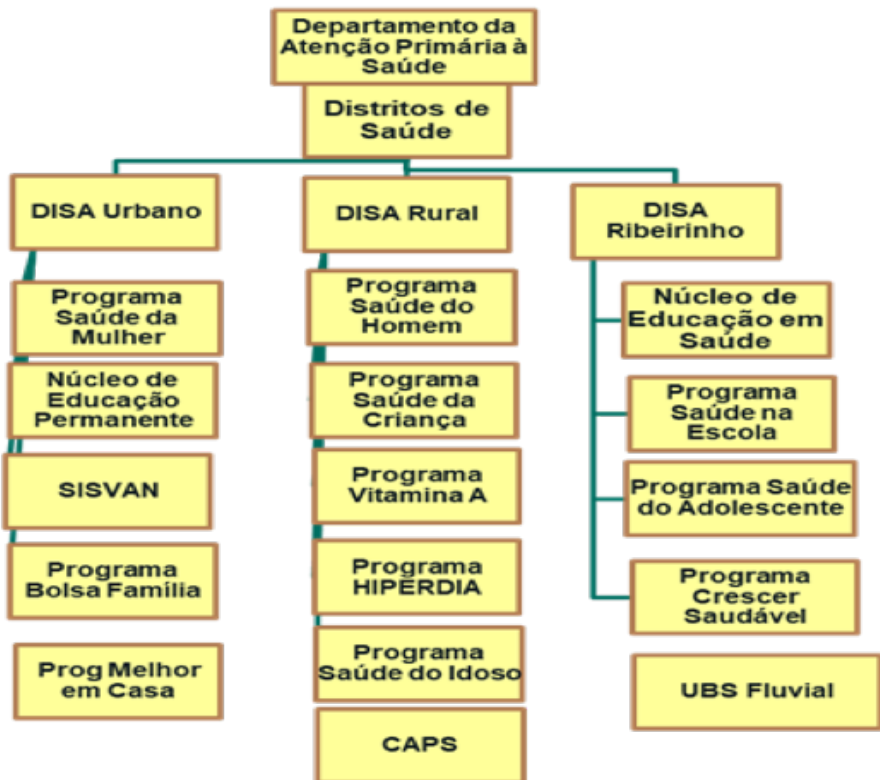 Departamento da
Atenção Primária à
Saúde
Distritos de
Saúde
DISA Urbano
DISA Rural
DISA
Ribeirinho
Programa
Saúde da
Mulher
Núcleo de
Educação
Permanente
SISVAN
Programa
Bolsa Família
Prog Melhor
em Casa
Programa
Saúde do
Homem
Programa
Saúde da
Criança
Programa
Vitamina A
Programa
HIPERDIA
Programa
Saúde do Idoso
CAPS
Núcleo de
Educação em
Saúde
Programa
Saúde na
Escola
Programa Saúde
do Adolescente
Programa
Crescer
Saudável
UBS Fluvial